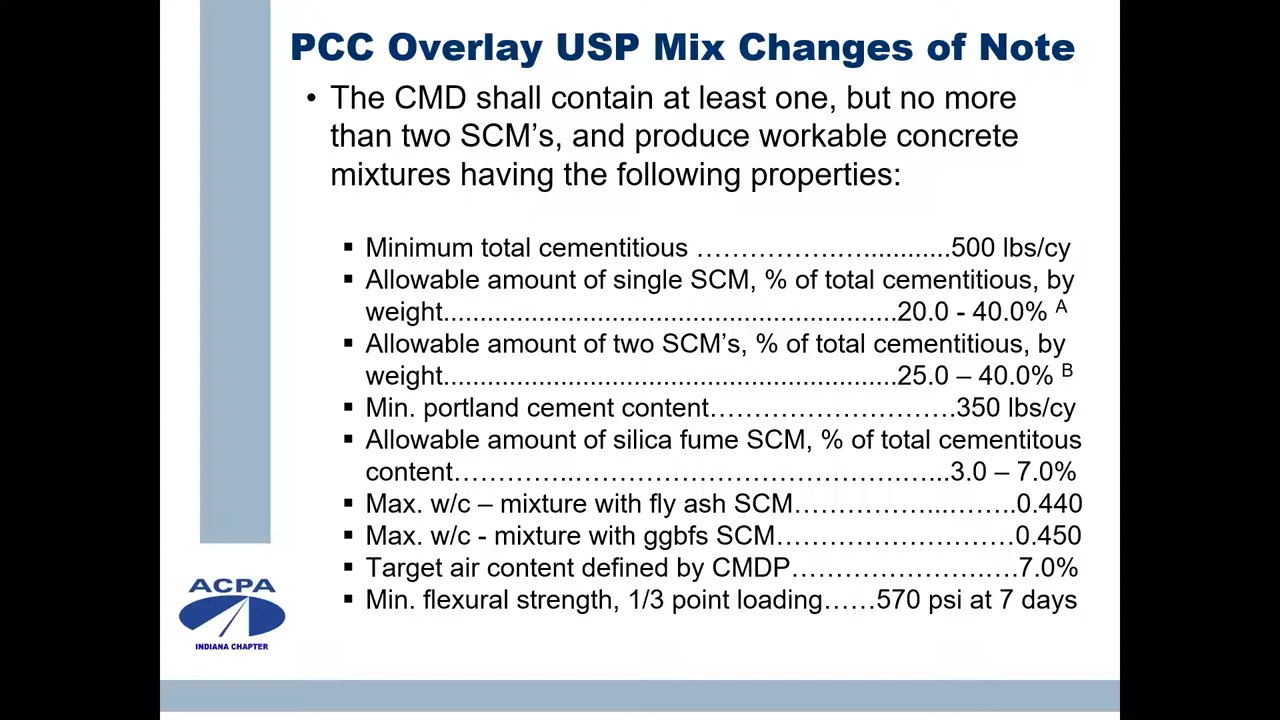 PCC Overlay USP Mix Changes of Note
• The CMD shall contain at least one, but no more
than two SCM's, and produce workable concrete
mixtures having the following properties:
▪ Minimum total cementitious …………….…...........500 lbs/cy
▪ Allowable amount of single SCM, % of total cementitious, by
weight.............................................................20.0 - 40.0% A
▪ Allowable amount of two SCM's, % of total cementitious, by
weight.............................................................25.0 – 40.0% B
▪ Min. portland cement content…………………………….350 lbs/cy
▪ Allowable amount of silica fume SCM, % of total cementitous
content……………..……………………………………...3.0 – 7.0%
▪ Max. w/c – mixture with fly ash SCM………………...……..0.440
▪ Max. w/c - mixture with ggbfs SCM……………………………0.450
▪ Target air content defined by CMDP……………………..…..7.0%
▪ Min. flexural strength, 1/3 point loading……570 psi at 7 days
ACPA
INDIANA CHAPTER